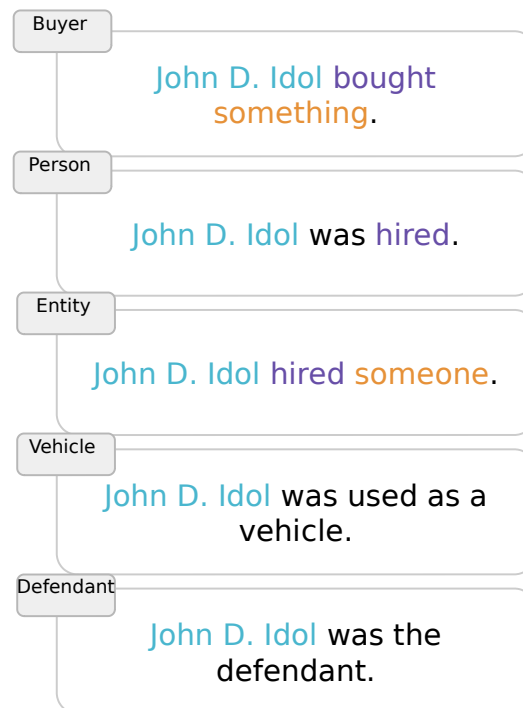 Buyer
John D. Idol bought
something.
Person
John D. Idol was hired.
Entity
John D. Idol hired someone.
Vehicle
John D. Idol was used as a
vehicle.
Defendant
John D. Idol was the
defendant.